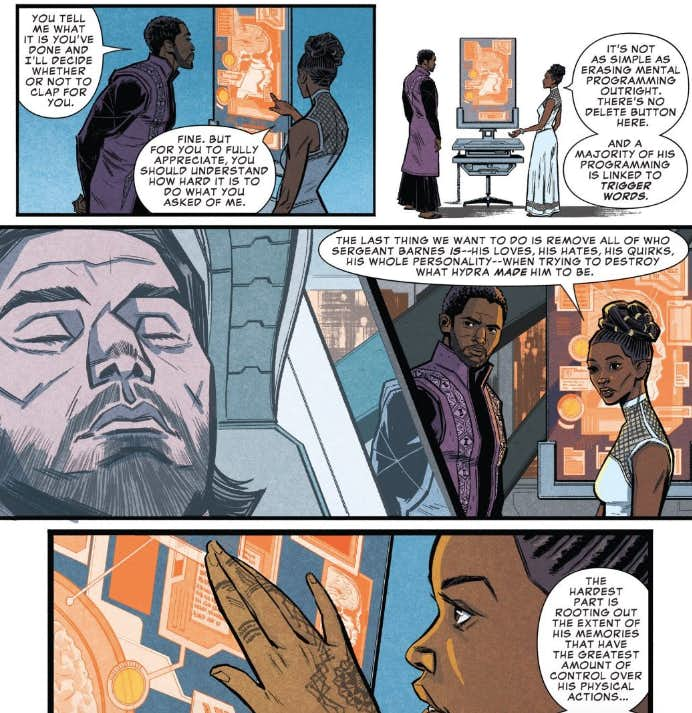 YOU TELL
ME WHAT
IT IS YOU'VE
DONE AND
I'LL DECIDE
WHETHER
OR NOT TO
CLAP FOR
YOU.
FINE. BUT
FOR YOU TO FULLY
APPRECIATE, YOU
SHOULD UNDERSTAND
HOW HARD IT IS TO
DO WHAT YOU
ASKED OF ME.
IT'S NOT
AS SIMPLE AS
ERASING MENTAL
PROGRAMMING
OUTRIGHT.
THERE'S NO
DELETE BUTTON
HERE.
AND A
MAJORITY OF HIS
PROGRAMMING
IS LINKED TO
TRIGGER
WORDS.
THE LAST THING WE WANT TO DO IS REMOVE ALL OF WHO
SERGEANT BARNES IS--HIS LOVES, HIS HATES, HIS QUIRKS,
HIS WHOLE PERSONALITY--WHEN TRYING TO DESTROY
WHAT HYDRA MADE HIM TO BE.
THE
HARDEST
PART IS
ROOTING OUT
THE EXTENT OF
HIS MEMORIES
THAT HAVE
THE GREATEST
AMOUNT OF
CONTROL OVER
HIS PHYSICAL
ACTIONS...